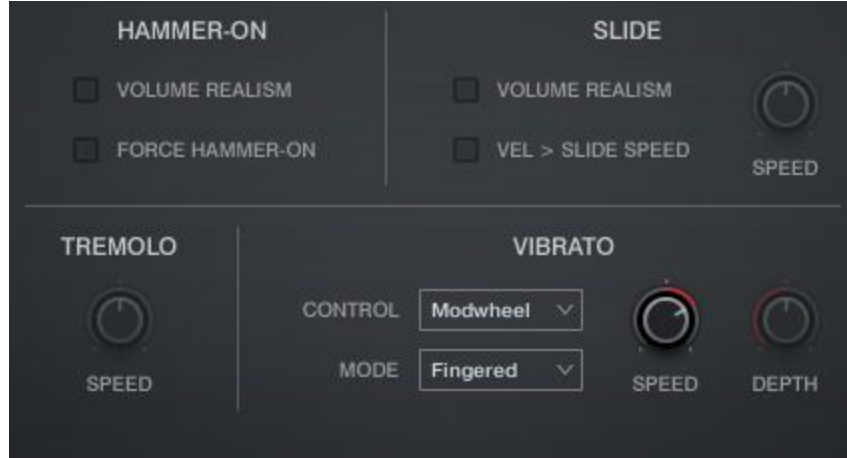 HAMMER-ON
VOLUME REALISM
FORCE HAMMER-ON
SLIDE
VOLUME REALISM
VEL > SLIDE SPEED
SPEED
TREMOLO
SPEED
VIBRATO
CONTROL Modwheel
MODE Fingered
SPEED
DEPTH